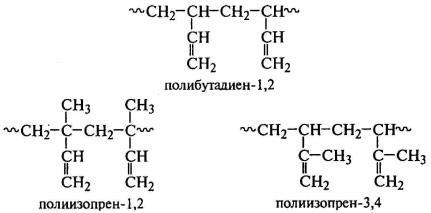 ~CH₂–CH–CH₂–CH~
CH CH
CH₂ CH₂
полибутадиен-1,2
CH₃ CH₃
~CH₂–C–CH₂–C~
CH CH
CH₂ CH₂
полиизопрен-1,2
~CH₂–CH–CH₂–CH~
C–CH₃ C–CH₃
CH₂ CH₂
полиизопрен-3,4